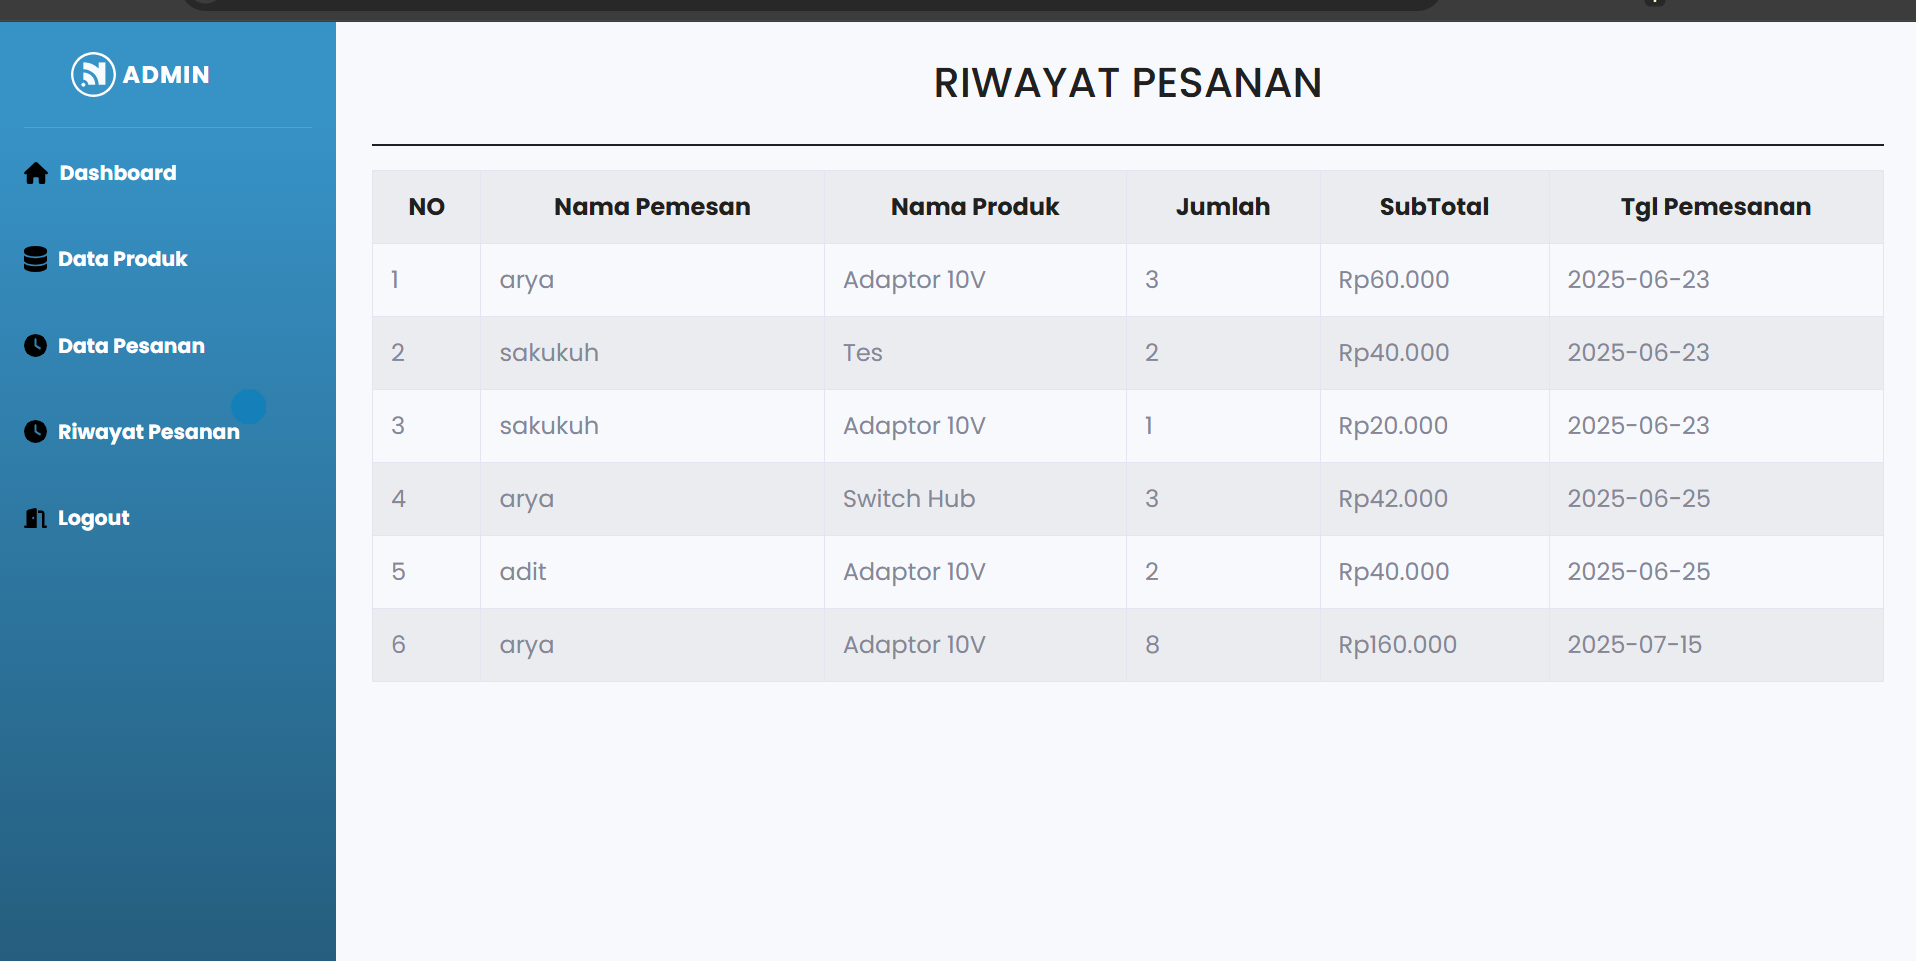 ADMIN
Dashboard
Data Produk
Data Pesanan
Riwayat Pesanan
Logout
RIWAYAT PESANAN
NO Nama Pemesan Nama Produk Jumlah SubTotal Tgl Pemesanan
1 arya Adaptor 10V 3 Rp60.000 2025-06-23
2 sakukuh Tes 2 Rp40.000 2025-06-23
3 sakukuh Adaptor 10V 1 Rp20.000 2025-06-23
4 arya Switch Hub 3 Rp42.000 2025-06-25
5 adit Adaptor 10V 2 Rp40.000 2025-06-25
6 arya Adaptor 10V 8 Rp160.000 2025-07-15